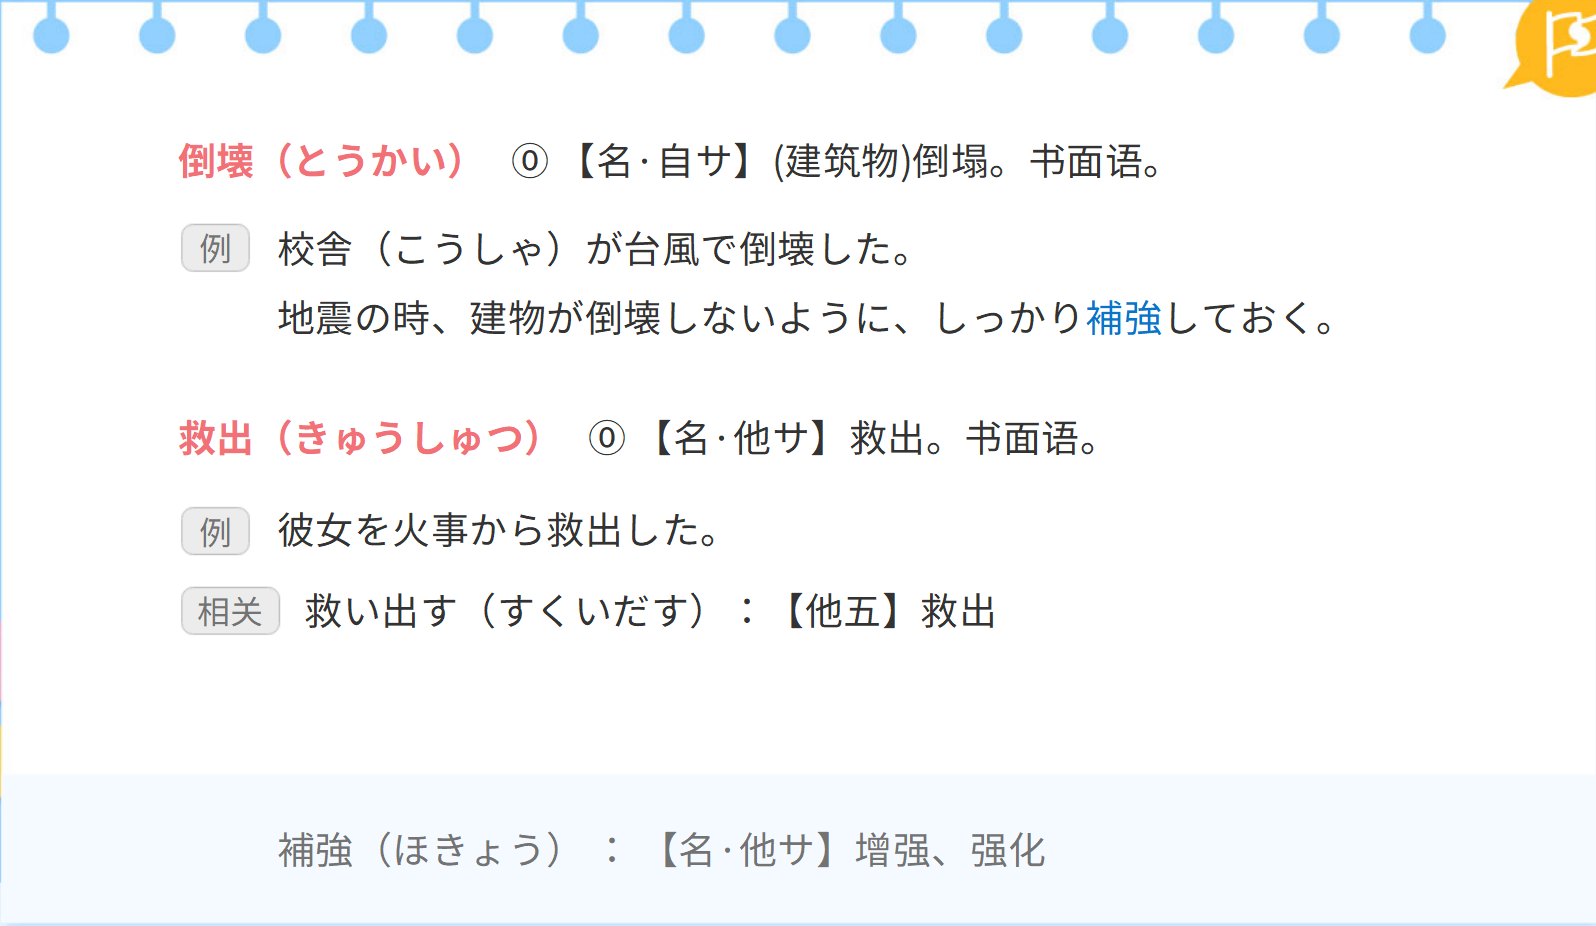 倒壊（とうかい） ⓪【名·自サ】(建筑物)倒塌。书面语。
例 校舎（こうしゃ）が台風で倒壊した。
地震の時、建物が倒壊しないように、しっかり補強しておく。
救出（きゅうしゅつ） ⓪【名·他サ】救出。书面语。
例 彼女を火事から救出した。
相关 救い出す（すくいだす）：【他五】救出
補強（ほきょう）：【名·他サ】增强、强化